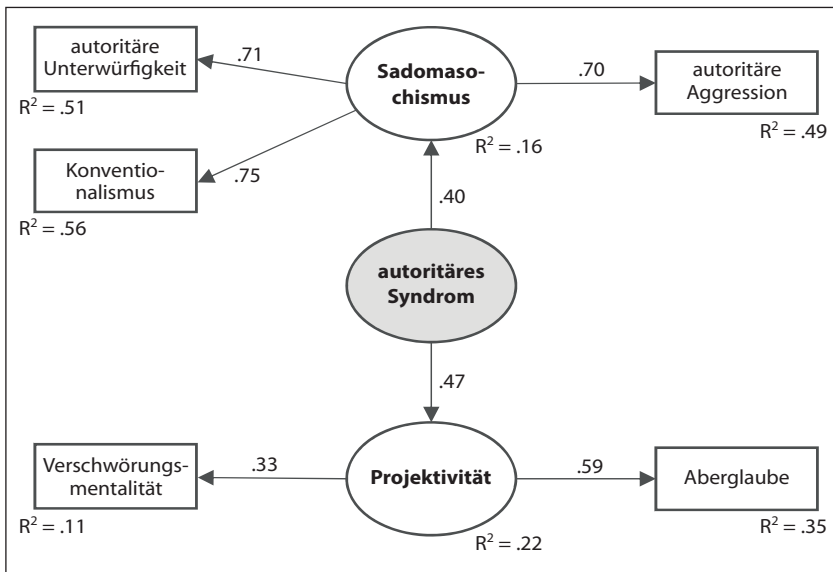 autoritäre
Unterwürfigkeit
R² = .51
.71
Sadomaso-
chismus
R² = .16
.70
autoritäre
Aggression
R² = .49
Konventio-
nalismus
R² = .56
.75
.40
autoritäres
Syndrom
.47
Verschwörungs-
mentalität
R² = .11
.33
Projektivität
R² = .22
.59
Aberglaube
R² = .35